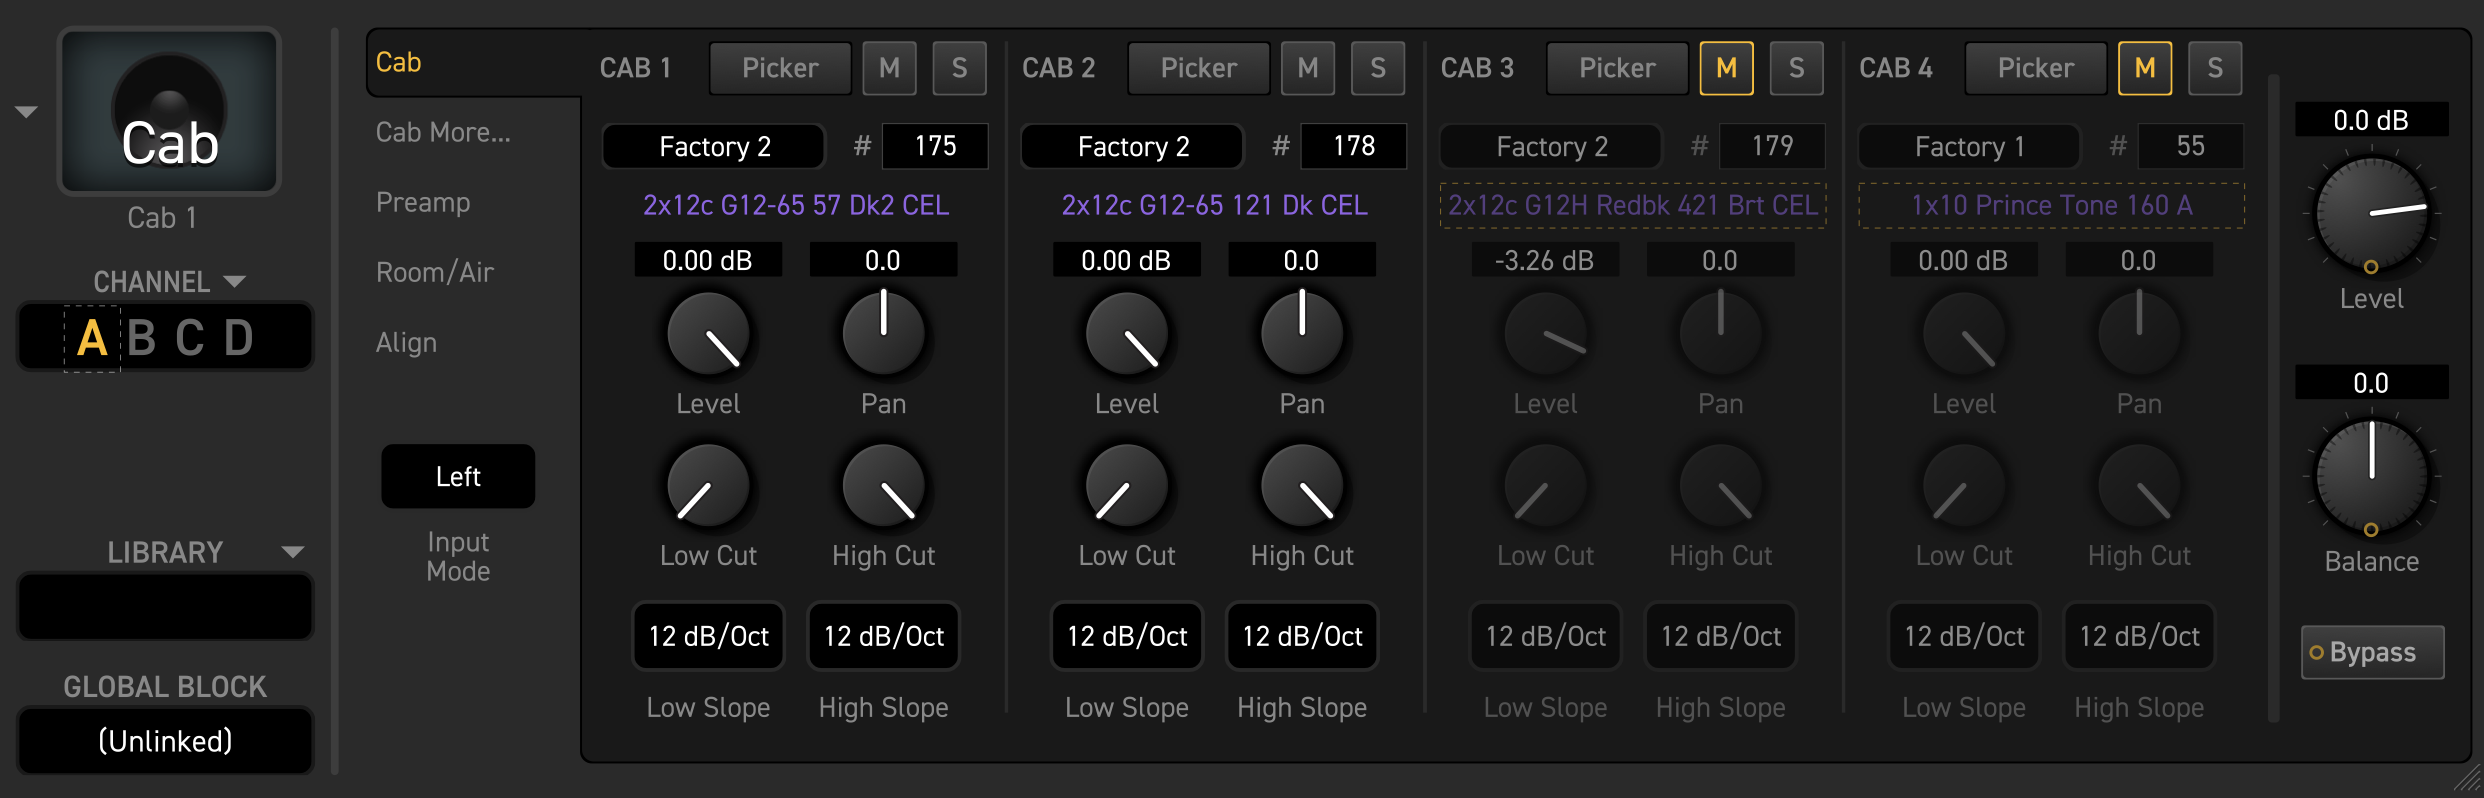 Cab
Cab 1
CHANNEL
A B C D
LIBRARY
GLOBAL BLOCK
(Unlinked)
Cab
Cab More...
Preamp
Room/Air
Align
Left
Input
Mode
CAB 1 Picker M S
Factory 2 # 175
2x12c G12-65 57 Dk2 CEL
0.00 dB 0.0
Level Pan
Low Cut High Cut
12 dB/Oct 12 dB/Oct
Low Slope High Slope
CAB 2 Picker M S
Factory 2 # 178
2x12c G12-65 121 Dk CEL
0.00 dB 0.0
Level Pan
Low Cut High Cut
12 dB/Oct 12 dB/Oct
Low Slope High Slope
CAB 3 Picker M S
Factory 2 # 179
2x12c G12H Redbk 421 Brt CEL
-3.26 dB 0.0
Level Pan
Low Cut High Cut
12 dB/Oct 12 dB/Oct
Low Slope High Slope
CAB 4 Picker M S
Factory 1 # 55
1x10 Prince Tone 160 A
0.00 dB 0.0
Level Pan
Low Cut High Cut
12 dB/Oct 12 dB/Oct
Low Slope High Slope
0.0 dB
Level
0.0
Balance
Bypass